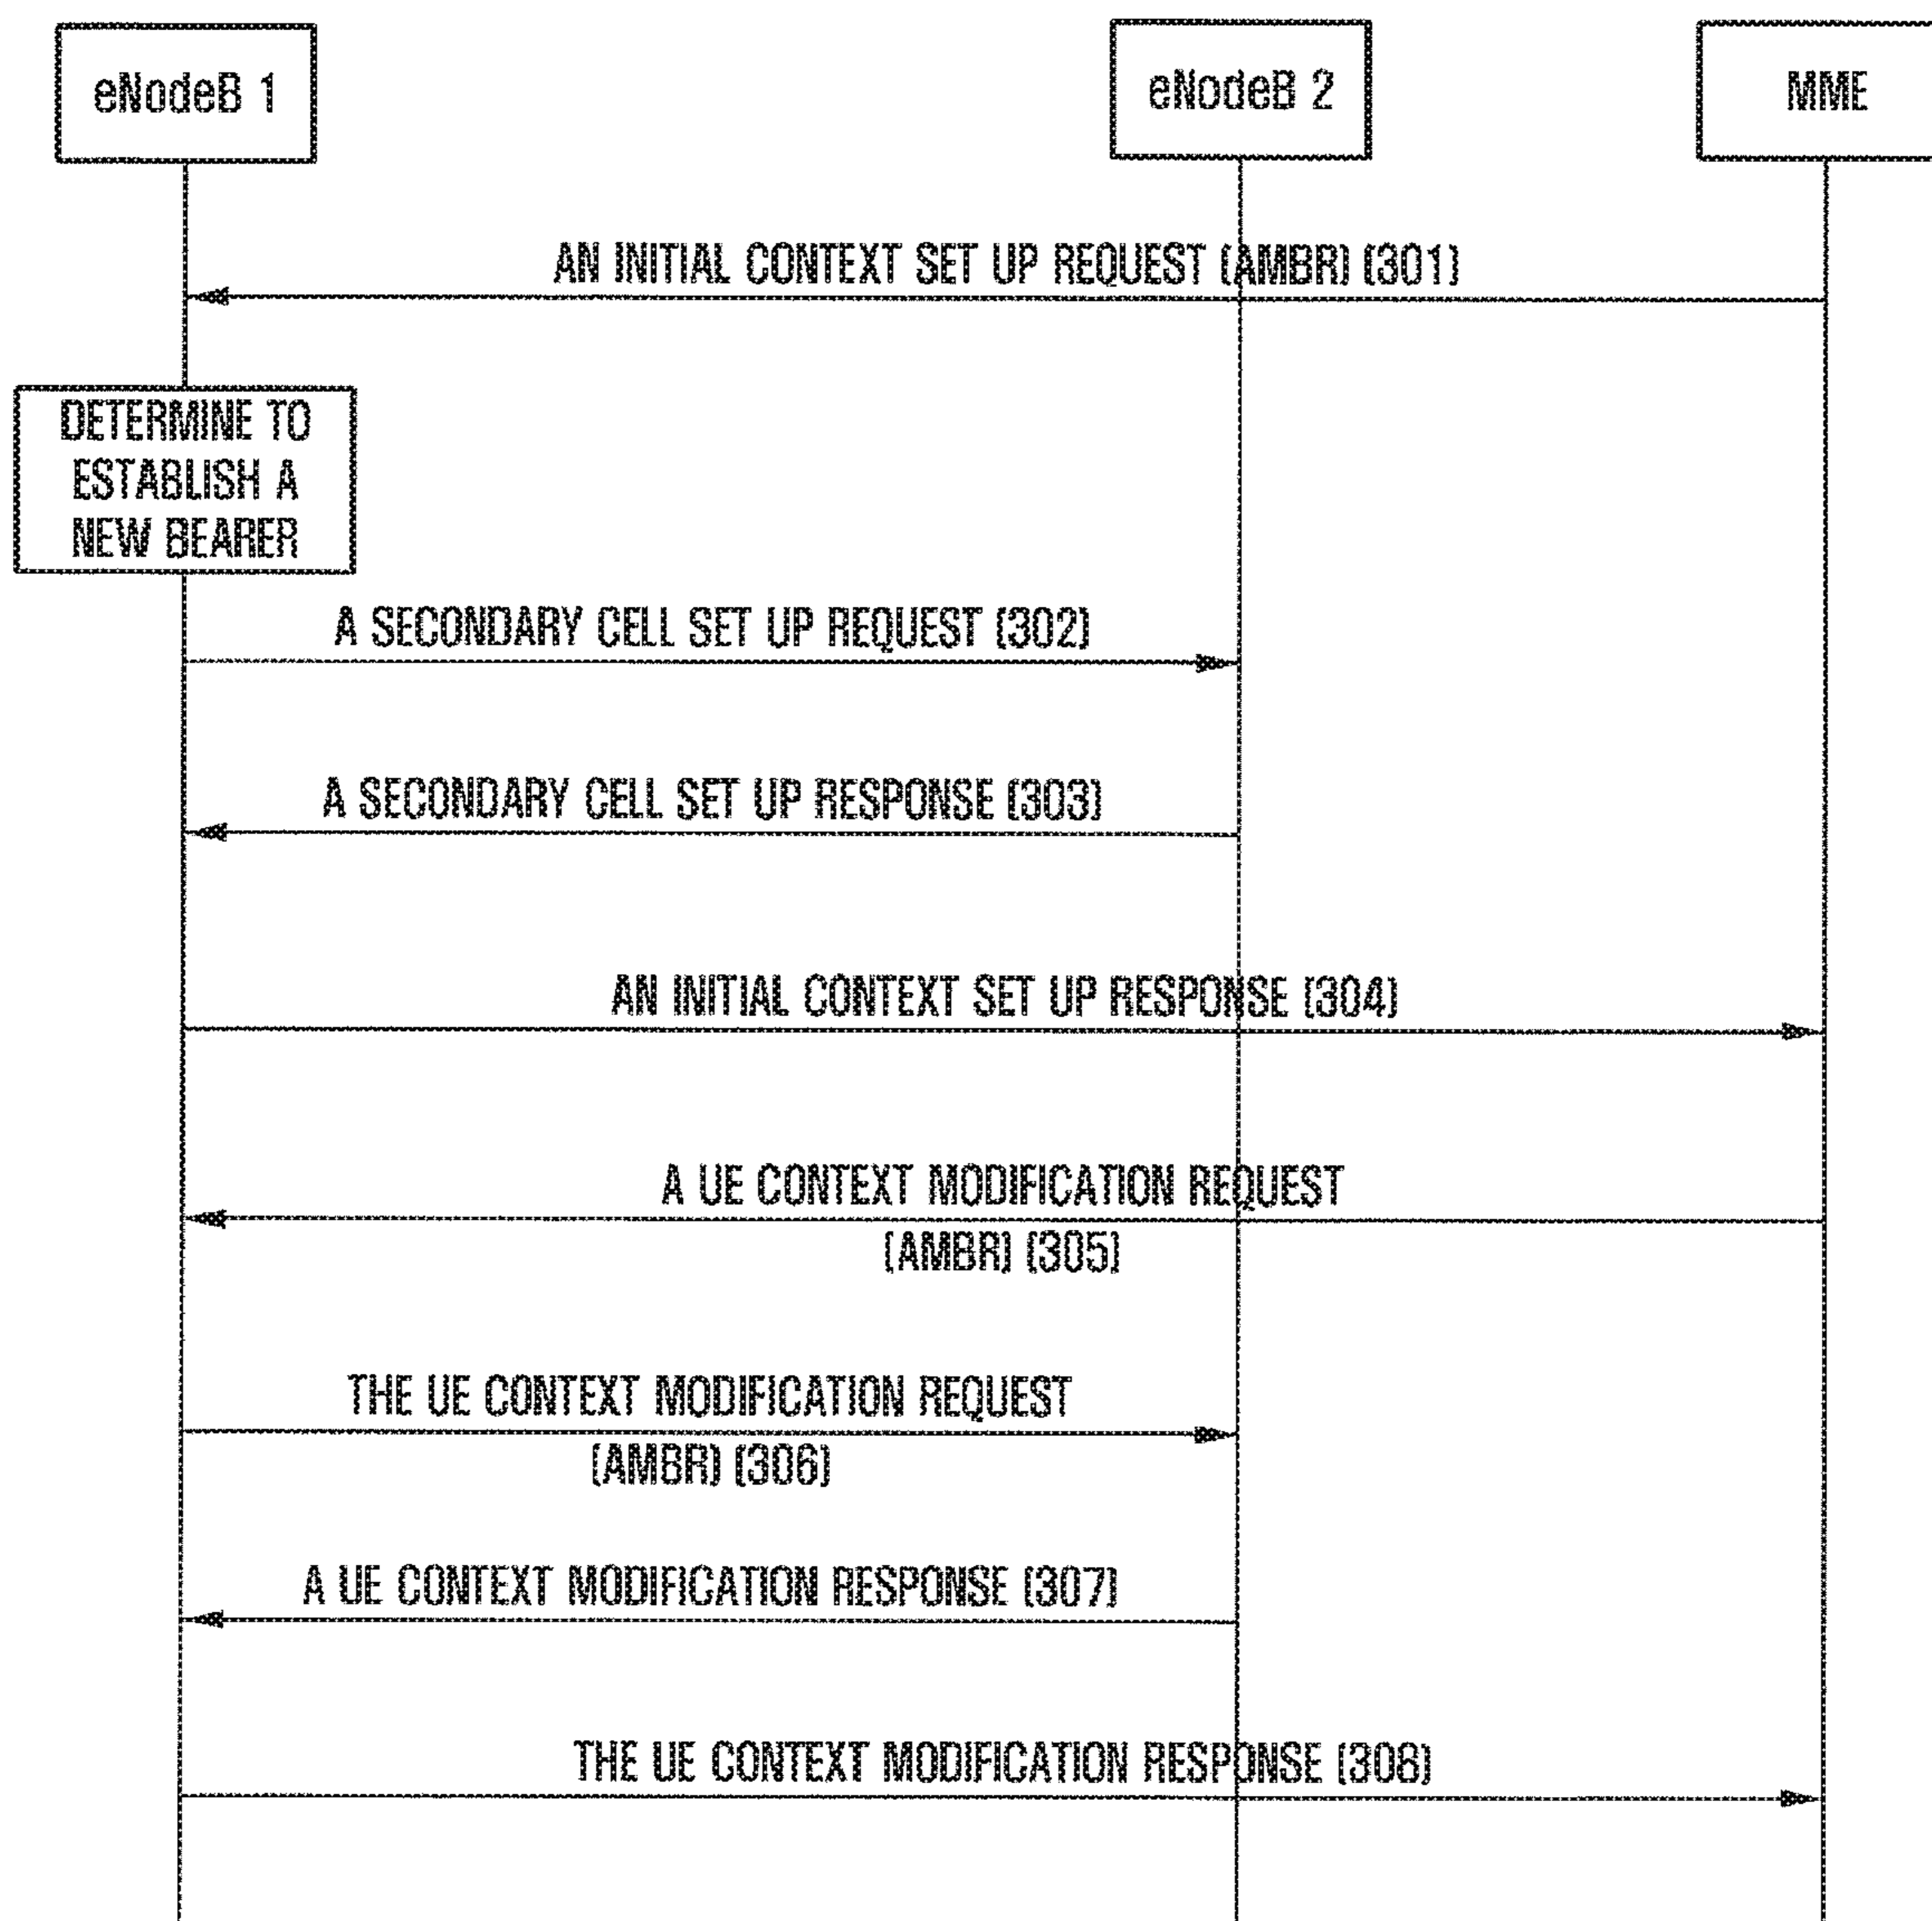 eNodeB 1
eNodeB 2
MME
AN INITIAL CONTEXT SET UP REQUEST (AMBR) (301)
DETERMINE TO
ESTABLISH A
NEW BEARER
A SECONDARY CELL SET UP REQUEST (302)
A SECONDARY CELL SET UP RESPONSE (303)
AN INITIAL CONTEXT SET UP RESPONSE (304)
A UE CONTEXT MODIFICATION REQUEST
(AMBR) (305)
THE UE CONTEXT MODIFICATION REQUEST
(AMBR) (306)
A UE CONTEXT MODIFICATION RESPONSE (307)
THE UE CONTEXT MODIFICATION RESPONSE (308)